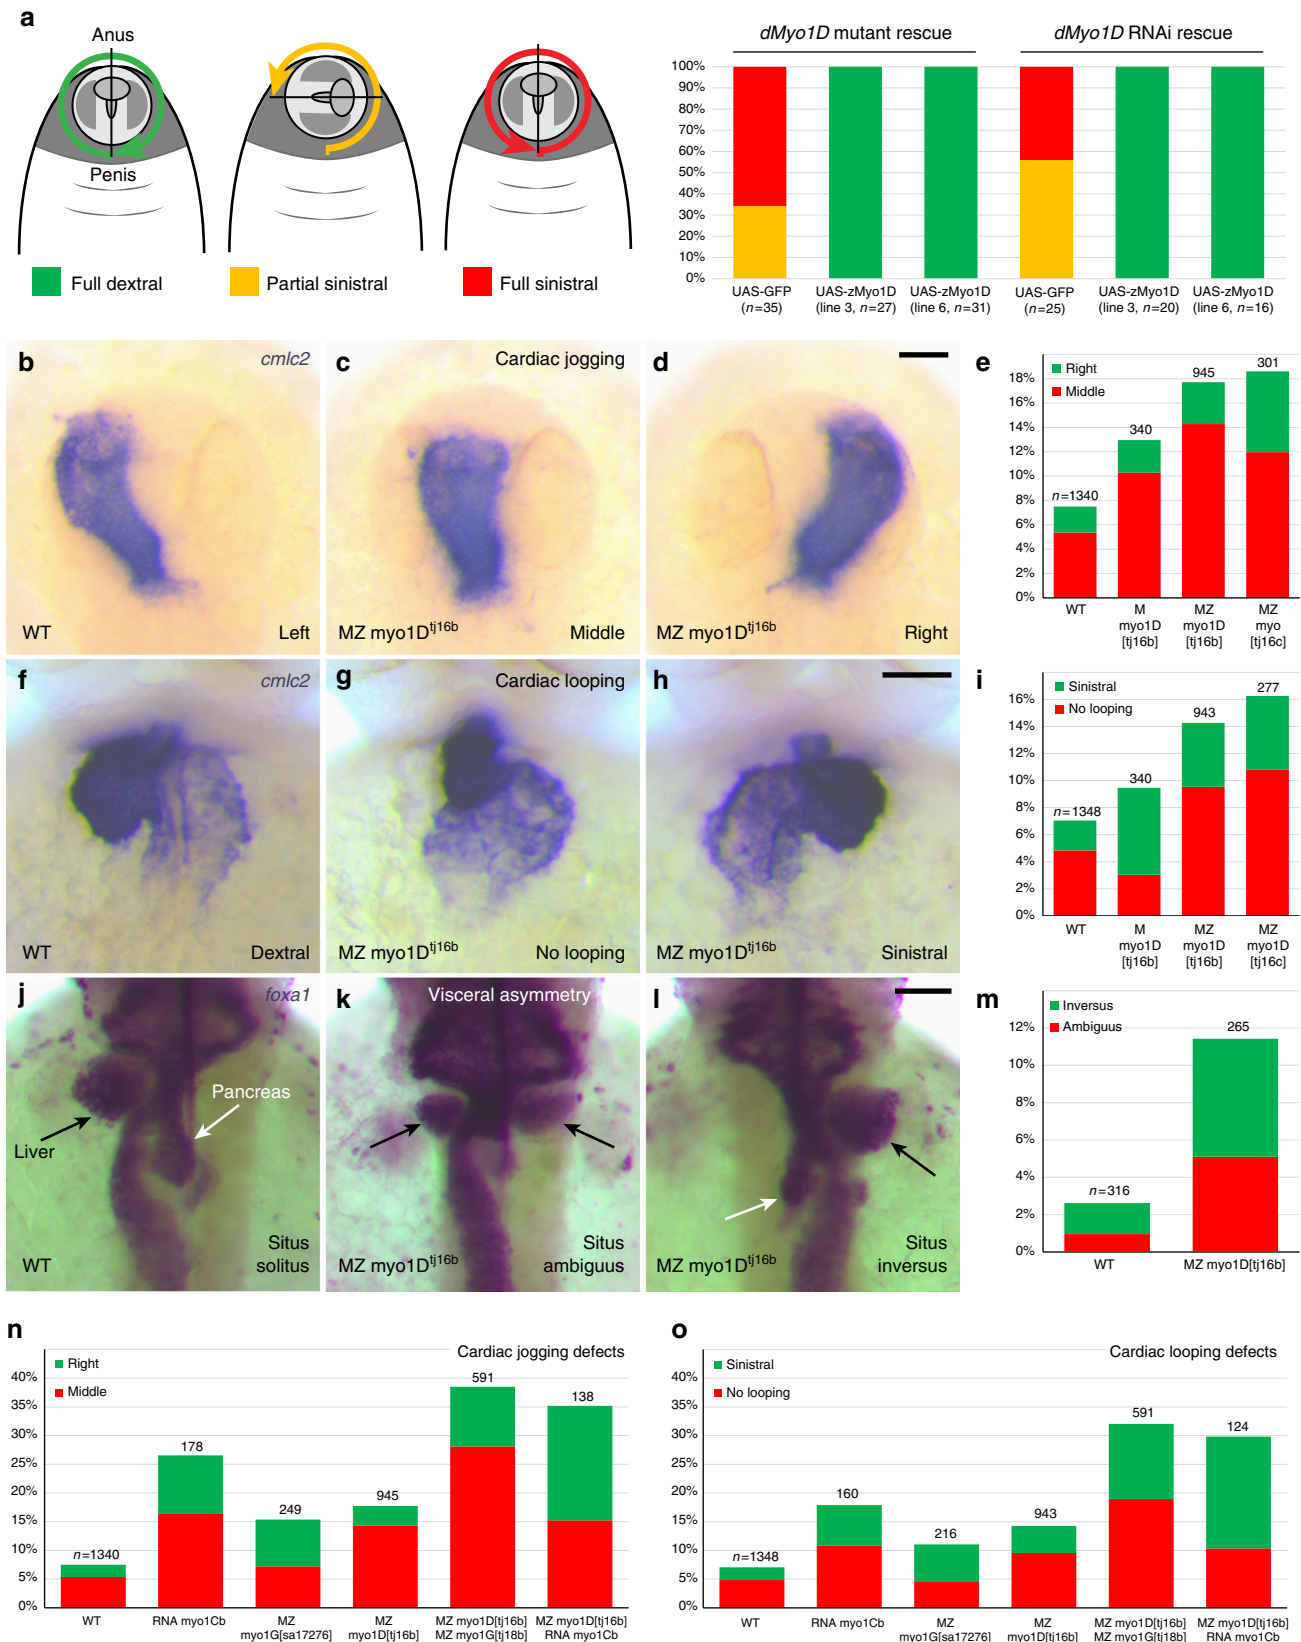 a
Anus
Penis
Full dextral
Partial sinistral
Full sinistral
dMyo1D mutant rescue
dMyo1D RNAi rescue
100%
90%
80%
70%
60%
50%
40%
30%
20%
10%
0%
UAS-GFP
(n=35)
UAS-zMyo1D
(line 3, n=27)
UAS-zMyo1D
(line 6, n=31)
UAS-GFP
(n=25)
UAS-zMyo1D
(line 3, n=20)
UAS-zMyo1D
(line 6, n=16)
b
cmlc2
WT
Left
c
Cardiac jogging
MZ myo1D^tj16b
Middle
d
MZ myo1D^tj16b
Right
e
Right
Middle
18%
16%
14%
12%
10%
8%
6%
4%
2%
0%
n=1340
340
945
301
WT
M
myo1D
[tj16b]
MZ
myo1D
[tj16b]
MZ
myo
[tj16c]
f
cmlc2
WT
Dextral
g
Cardiac looping
MZ myo1D^tj16b
No looping
h
MZ myo1D^tj16b
Sinistral
i
Sinistral
No looping
16%
14%
12%
10%
8%
6%
4%
2%
0%
n=1348
340
943
277
WT
M
myo1D
[tj16b]
MZ
myo1D
[tj16b]
MZ
myo1D
[tj16c]
j
foxa1
Pancreas
Liver
WT
Situs
solitus
k
Visceral asymmetry
MZ myo1D^tj16b
Situs
ambiguus
l
MZ myo1D^tj16b
Situs
inversus
m
Inversus
Ambiguus
12%
10%
8%
6%
4%
2%
0%
n=316
265
WT
MZ myo1D[tj16b]
n
Cardiac jogging defects
Right
Middle
40%
35%
30%
25%
20%
15%
10%
5%
0%
n=1340
178
249
945
591
138
WT
RNA myo1Cb
MZ
myo1G[sa17276]
MZ
myo1D[tj16b]
MZ myo1D[tj16b]
MZ myo1G[tj18b]
MZ myo1D[tj16b]
RNA myo1Cb
o
Cardiac looping defects
Sinistral
No looping
40%
35%
30%
25%
20%
15%
10%
5%
0%
n=1348
160
216
943
591
124
WT
RNA myo1Cb
MZ
myo1G[sa17276]
MZ
myo1D[tj16b]
MZ myo1D[tj16b]
MZ myo1G[tj18b]
MZ myo1D[tj16b]
RNA myo1Cb